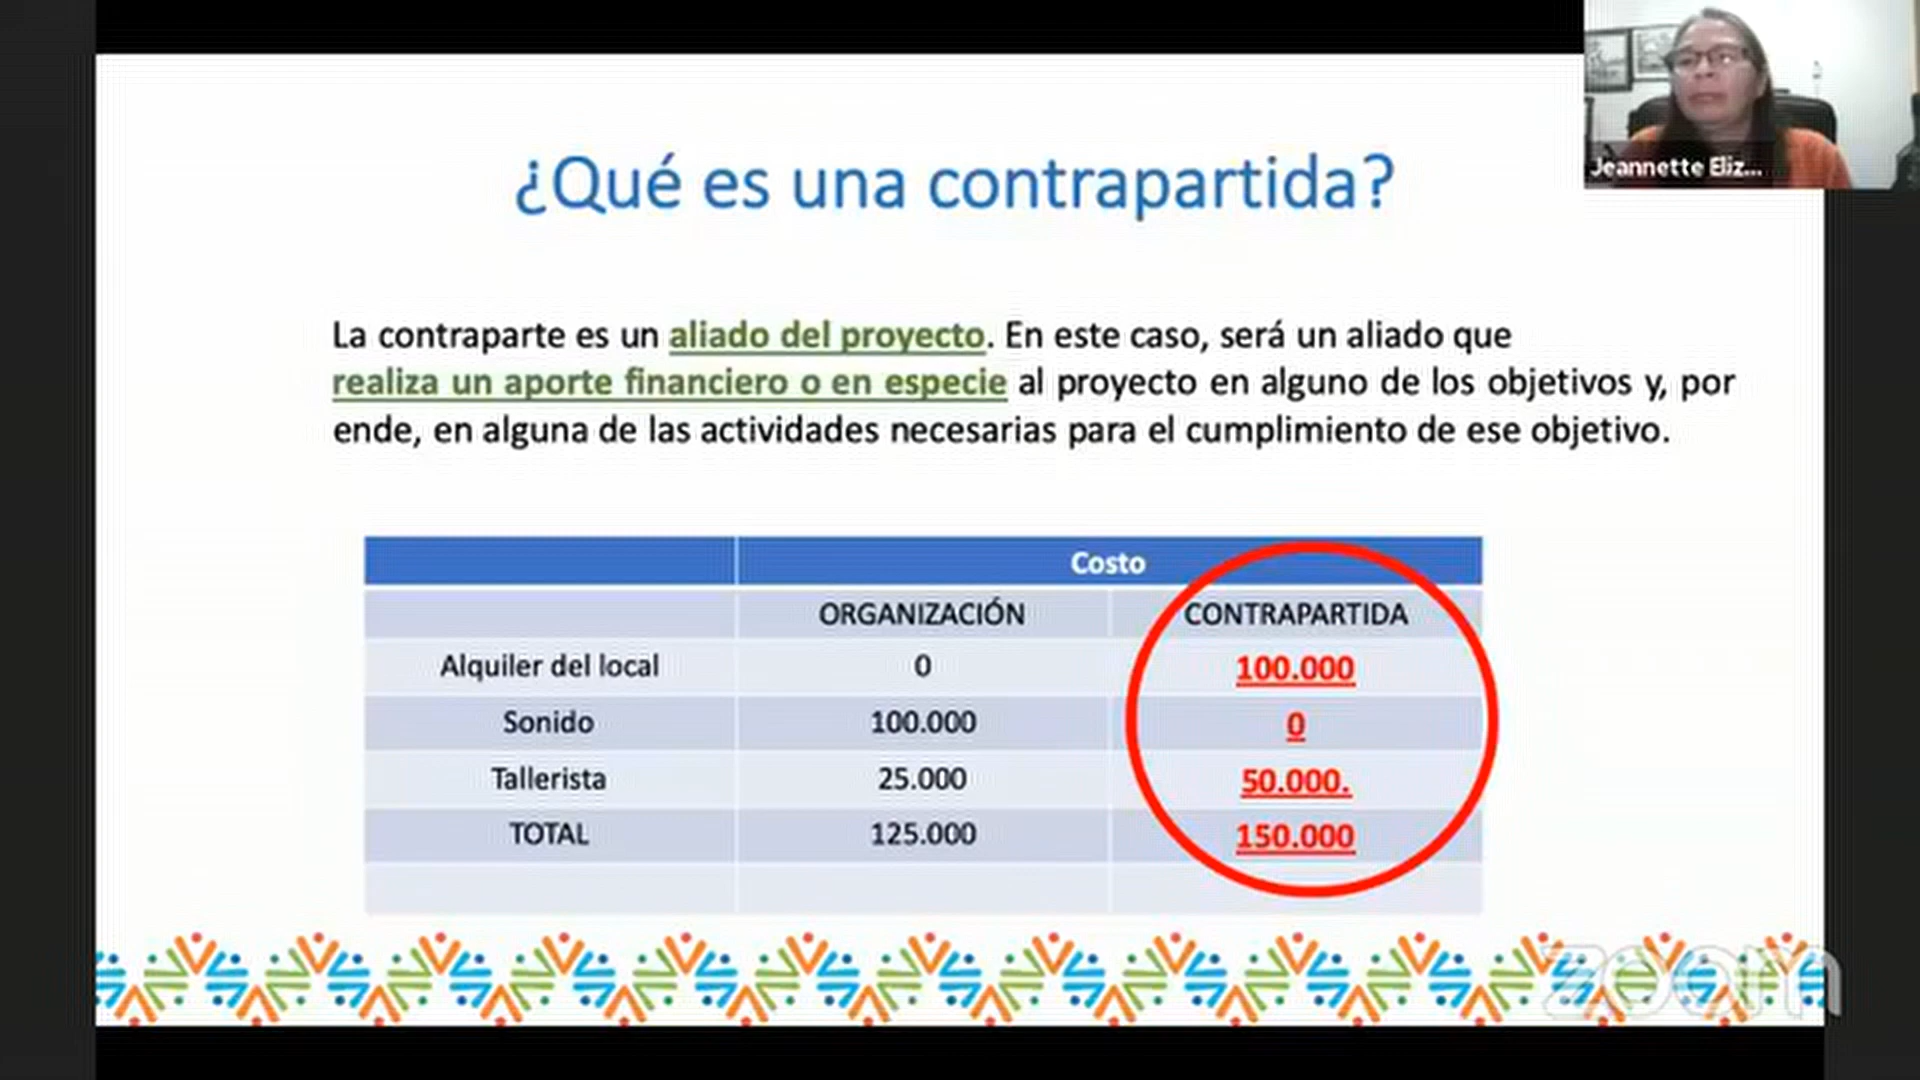 Jeannette Eliz...
¿Qué es una contrapartida?
La contraparte es un aliado del proyecto. En este caso, será un aliado que
realiza un aporte financiero o en especie al proyecto en alguno de los objetivos y, por
ende, en alguna de las actividades necesarias para el cumplimiento de ese objetivo.
Costo
ORGANIZACIÓN CONTRAPARTIDA
Alquiler del local 0 100.000
Sonido 100.000 0
Tallerista 25.000 50.000.
TOTAL 125.000 150.000
zoom